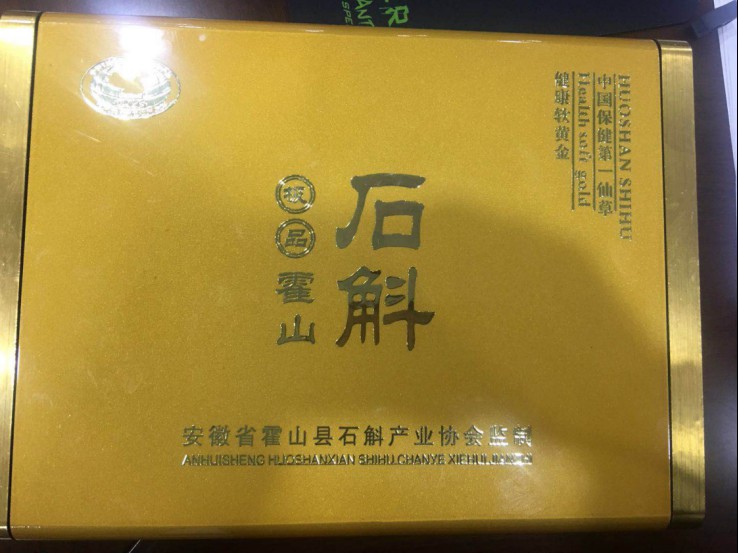 HUOSHAN SHIHU
中国保健第一仙草
Health soft gold
健康软黄金
石斛
极品霍山
安徽省霍山县石斛产业协会监制
ANHUISHENG HUOSHANXIAN SHIHU CHANYE XIEHUI JIANZHI